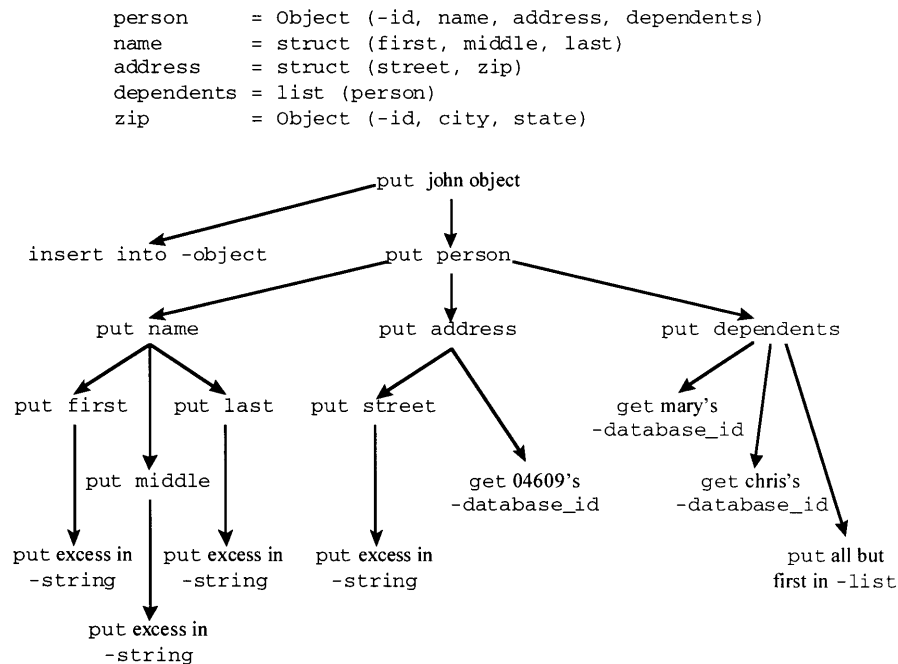 person = Object (-id, name, address, dependents)
name = struct (first, middle, last)
address = struct (street, zip)
dependents = list (person)
zip = Object (-id, city, state)
put john object
insert into -object
put person
put name
put address
put dependents
put first
put last
put street
get mary's
-database_id
put middle
get 04609's
-database_id
get chris's
-database_id
put excess in
-string
put excess in
-string
put excess in
-string
put all but
first in -list
put excess in
-string